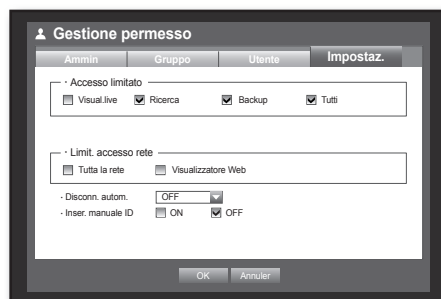 Gestione permesso
Ammin Gruppo Utente Impostaz.
· Accesso limitato
Visual.live Ricerca Backup Tutti
· Limit. accesso rete
Tutta la rete Visualizzatore Web
· Disconn. autom. OFF
· Inser. manuale ID ON OFF
OK Annuler